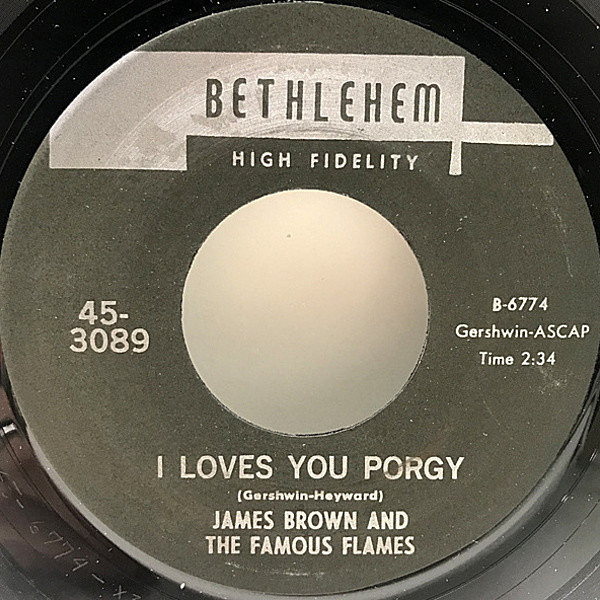 BETHLEHEM
HIGH FIDELITY
45-
3089
B-6774
Gershwin-ASCAP
Time 2:34
I LOVES YOU PORGY
(Gershwin-Heyward)
JAMES BROWN AND
THE FAMOUS FLAMES
6774